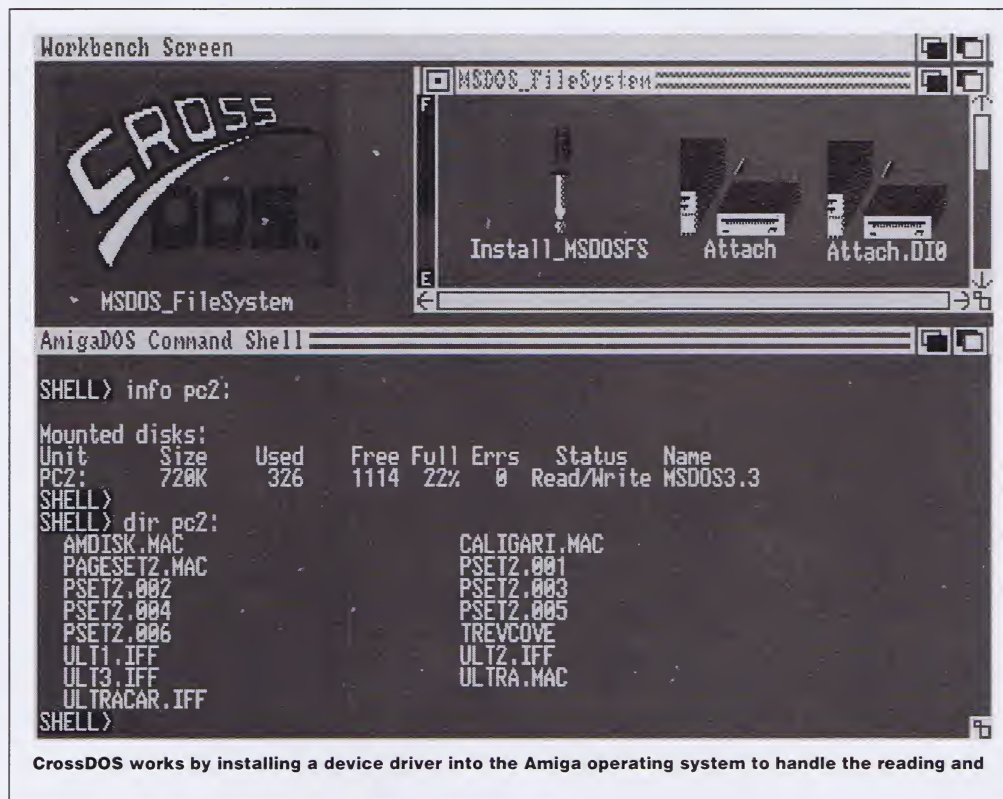 Workbench Screen
CROSS
DOS.
MSDOS_FileSystem
MSDOS_FileSystem
F
E
Install_MSDOSFS
Attach
Attach.DI0
AmigaDOS Command Shell
SHELL> info pc2:
Mounted disks:
Unit Size Used Free Full Errs Status Name
PC2: 720K 326 1114 22% 0 Read/Write MSDOS3.3
SHELL>
SHELL> dir pc2:
AMDISK.MAC CALIGARI.MAC
PAGESET2.MAC PSET2.001
PSET2.002 PSET2.003
PSET2.004 PSET2.005
PSET2.006 TREVCOVE
ULT1.IFF ULT2.IFF
ULT3.IFF ULTRA.MAC
ULTRACAR.IFF
SHELL>
CrossDOS works by installing a device driver into the Amiga operating system to handle the reading and